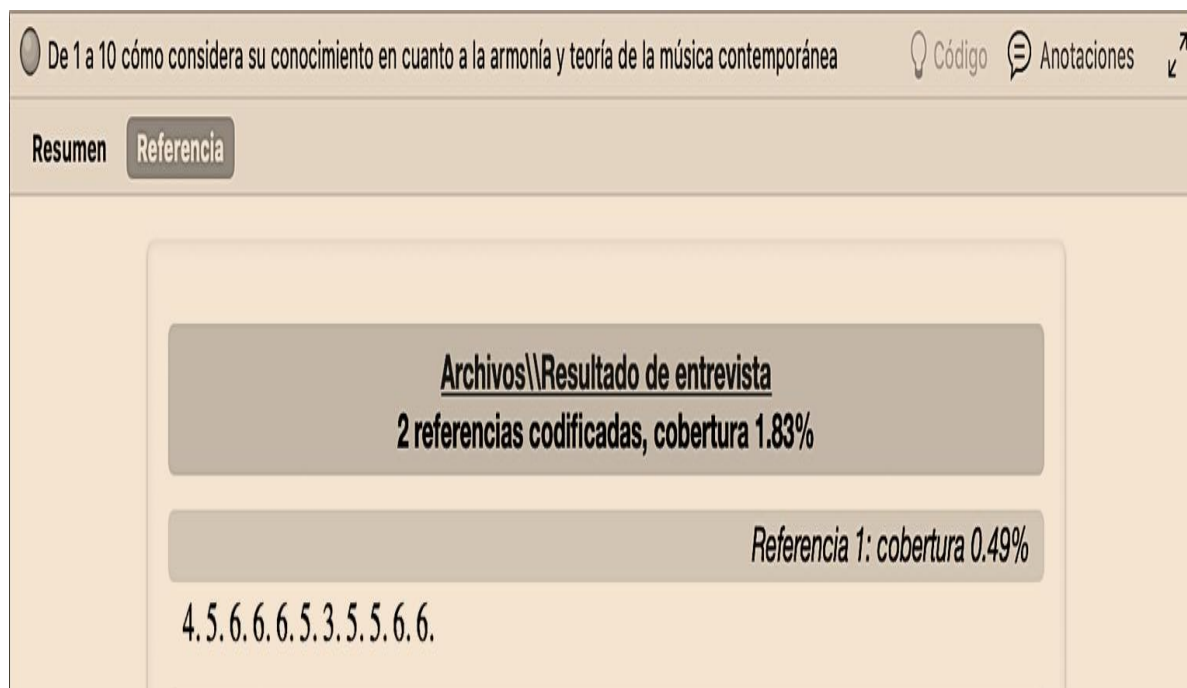 De 1 a 10 cómo considera su conocimiento en cuanto a la armonía y teoría de la música contemporánea Código Anotaciones
Resumen Referencia
Archivos\\Resultado de entrevista
2 referencias codificadas, cobertura 1.83%
Referencia 1: cobertura 0.49%
4. 5. 6. 6. 6. 5. 3. 5. 5. 6. 6.